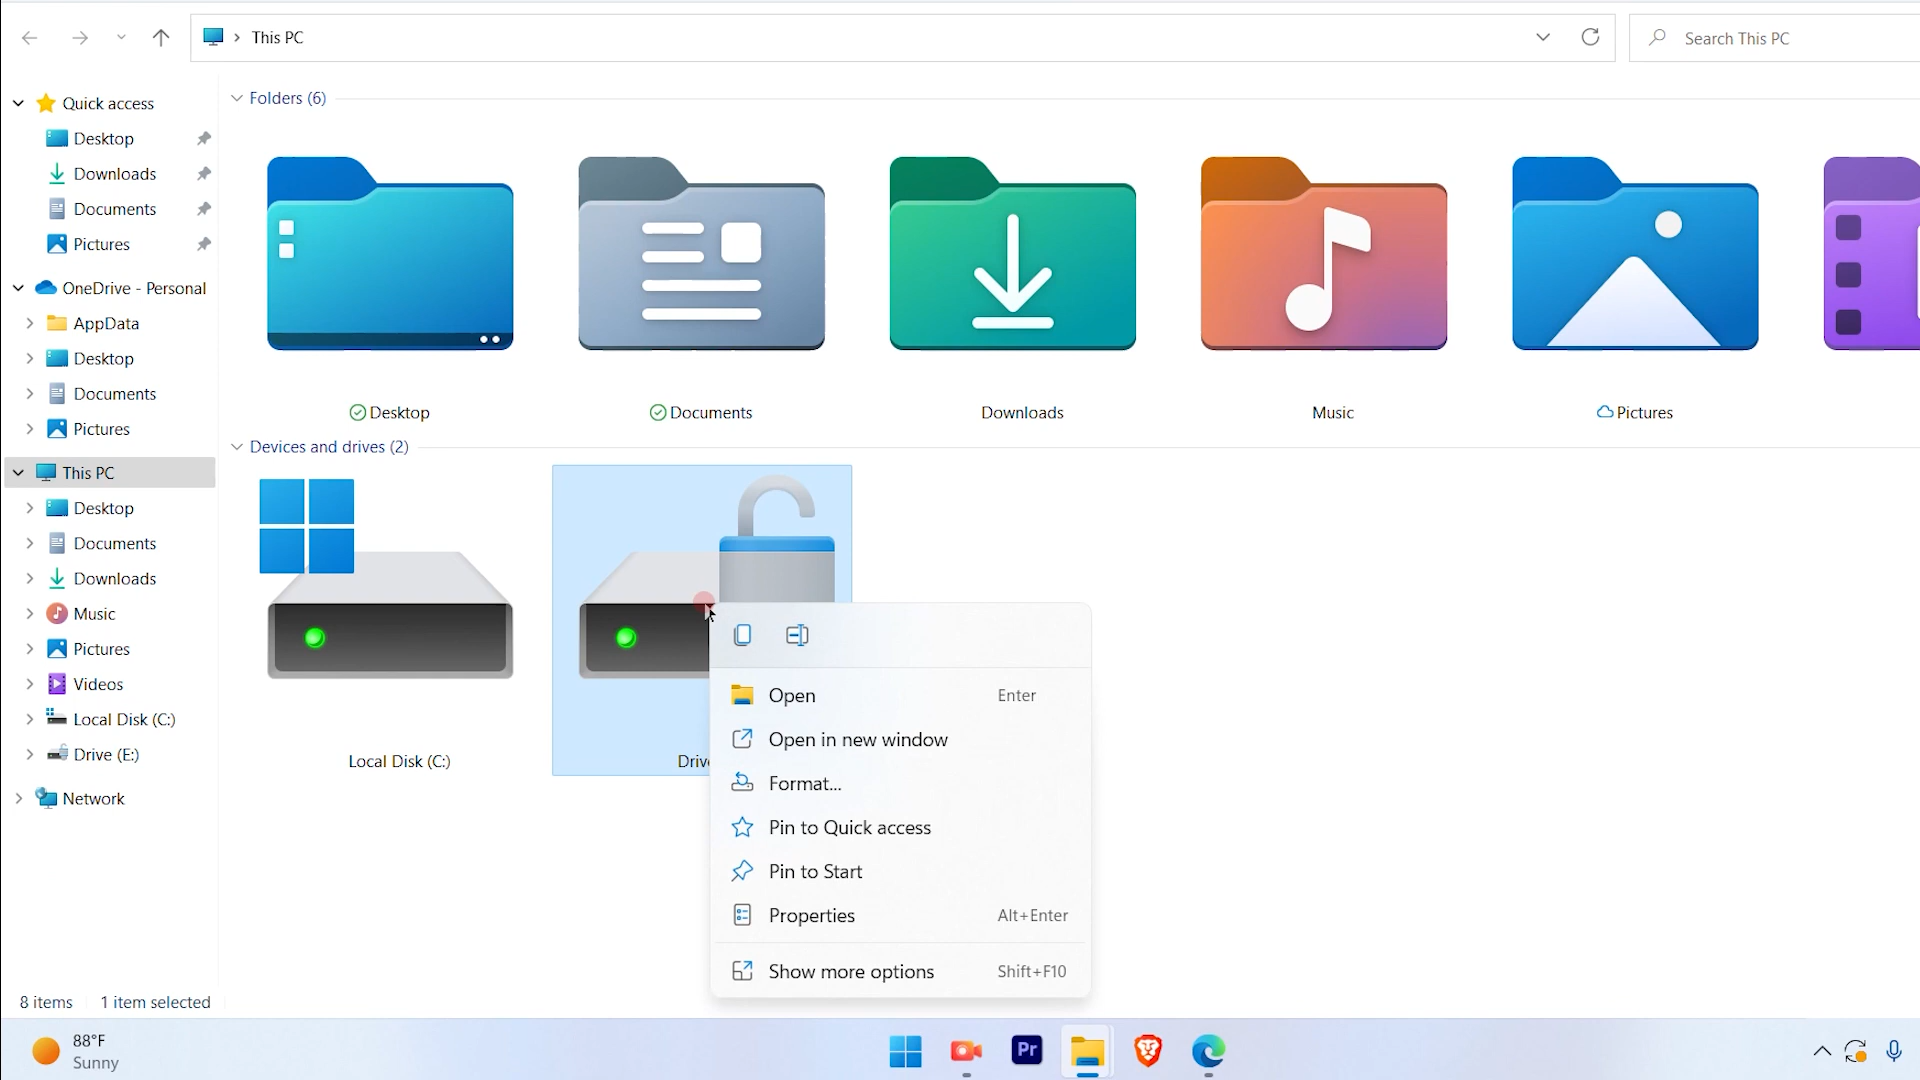 This PC
Search This PC
Quick access
Desktop
Downloads
Documents
Pictures
OneDrive - Personal
AppData
Desktop
Documents
Pictures
This PC
Desktop
Documents
Downloads
Music
Pictures
Videos
Local Disk (C:)
Drive (E:)
Network
Folders (6)
Desktop
Documents
Downloads
Music
Pictures
Devices and drives (2)
Local Disk (C:)
Drive
Open Enter
Open in new window
Format...
Pin to Quick access
Pin to Start
Properties Alt+Enter
Show more options Shift+F10
8 items 1 item selected
88°F
Sunny
Pr